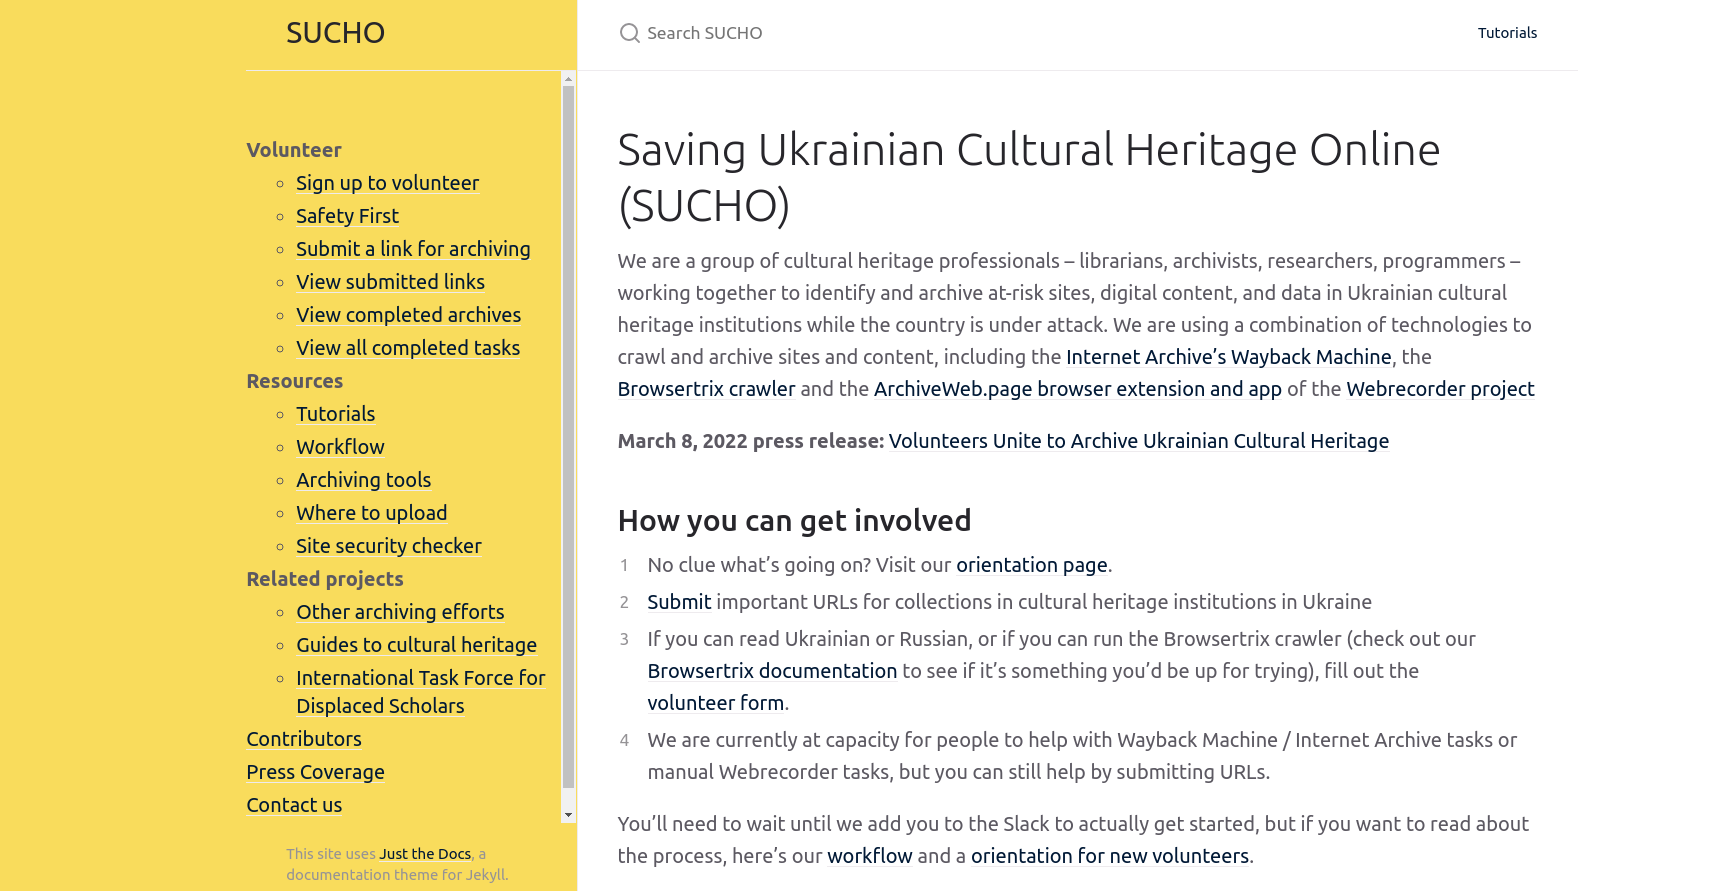 SUCHO
Search SUCHO
Tutorials
Volunteer
Sign up to volunteer
Safety First
Submit a link for archiving
View submitted links
View completed archives
View all completed tasks
Resources
Tutorials
Workflow
Archiving tools
Where to upload
Site security checker
Related projects
Other archiving efforts
Guides to cultural heritage
International Task Force for
Displaced Scholars
Contributors
Press Coverage
Contact us
This site uses Just the Docs, a
documentation theme for Jekyll.
Saving Ukrainian Cultural Heritage Online
(SUCHO)
We are a group of cultural heritage professionals – librarians, archivists, researchers, programmers –
working together to identify and archive at-risk sites, digital content, and data in Ukrainian cultural
heritage institutions while the country is under attack. We are using a combination of technologies to
crawl and archive sites and content, including the Internet Archive’s Wayback Machine, the
Browsertrix crawler and the ArchiveWeb.page browser extension and app of the Webrecorder project
March 8, 2022 press release: Volunteers Unite to Archive Ukrainian Cultural Heritage
How you can get involved
1 No clue what’s going on? Visit our orientation page.
2 Submit important URLs for collections in cultural heritage institutions in Ukraine
3 If you can read Ukrainian or Russian, or if you can run the Browsertrix crawler (check out our
Browsertrix documentation to see if it’s something you’d be up for trying), fill out the
volunteer form.
4 We are currently at capacity for people to help with Wayback Machine / Internet Archive tasks or
manual Webrecorder tasks, but you can still help by submitting URLs.
You’ll need to wait until we add you to the Slack to actually get started, but if you want to read about
the process, here’s our workflow and a orientation for new volunteers.